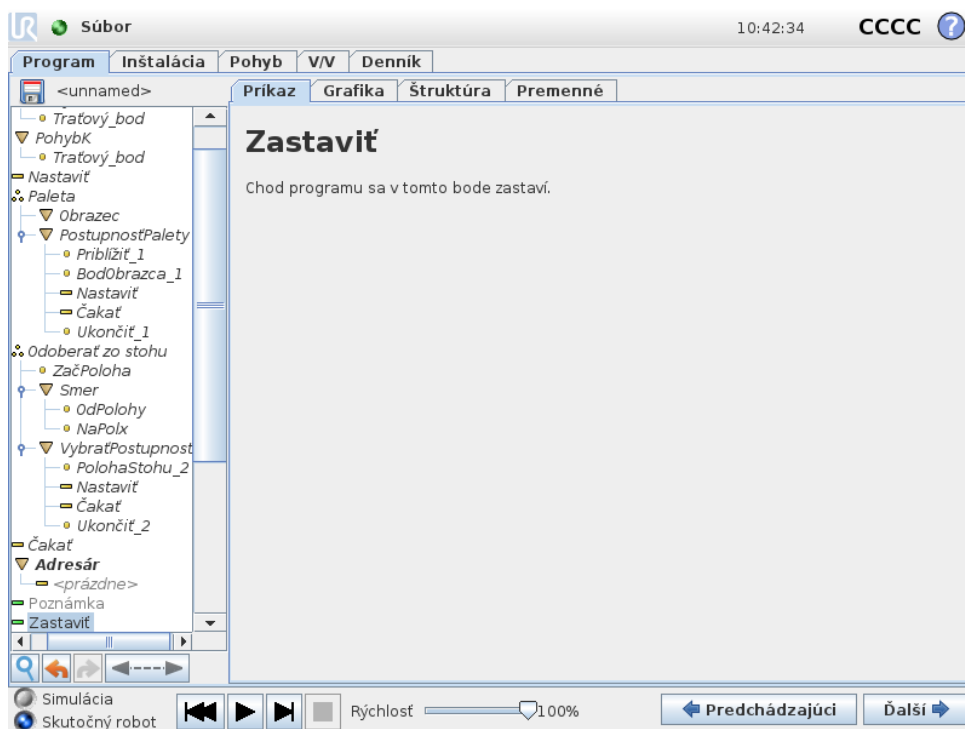 UR Súbor 10:42:34 CCCC ?
Program Inštalácia Pohyb V/V Denník
<unnamed>
Príkaz Grafika Štruktúra Premenné
Traťový_bod
PohybK
Traťový_bod
Nastaviť
Paleta
Obrazec
PostupnosťPalety
Priblížiť_1
BodObrazca_1
Nastaviť
Čakať
Ukončiť_1
Odoberať zo stohu
ZačPoloha
Smer
OdPolohy
NaPolx
VybraťPostupnost
PolohaStohu_2
Nastaviť
Čakať
Ukončiť_2
Čakať
Adresár
<prázdne>
Poznámka
Zastaviť
Zastaviť
Chod programu sa v tomto bode zastaví.
Simulácia
Skutočný robot
Rýchlosť 100%
Predchádzajúci Ďalší